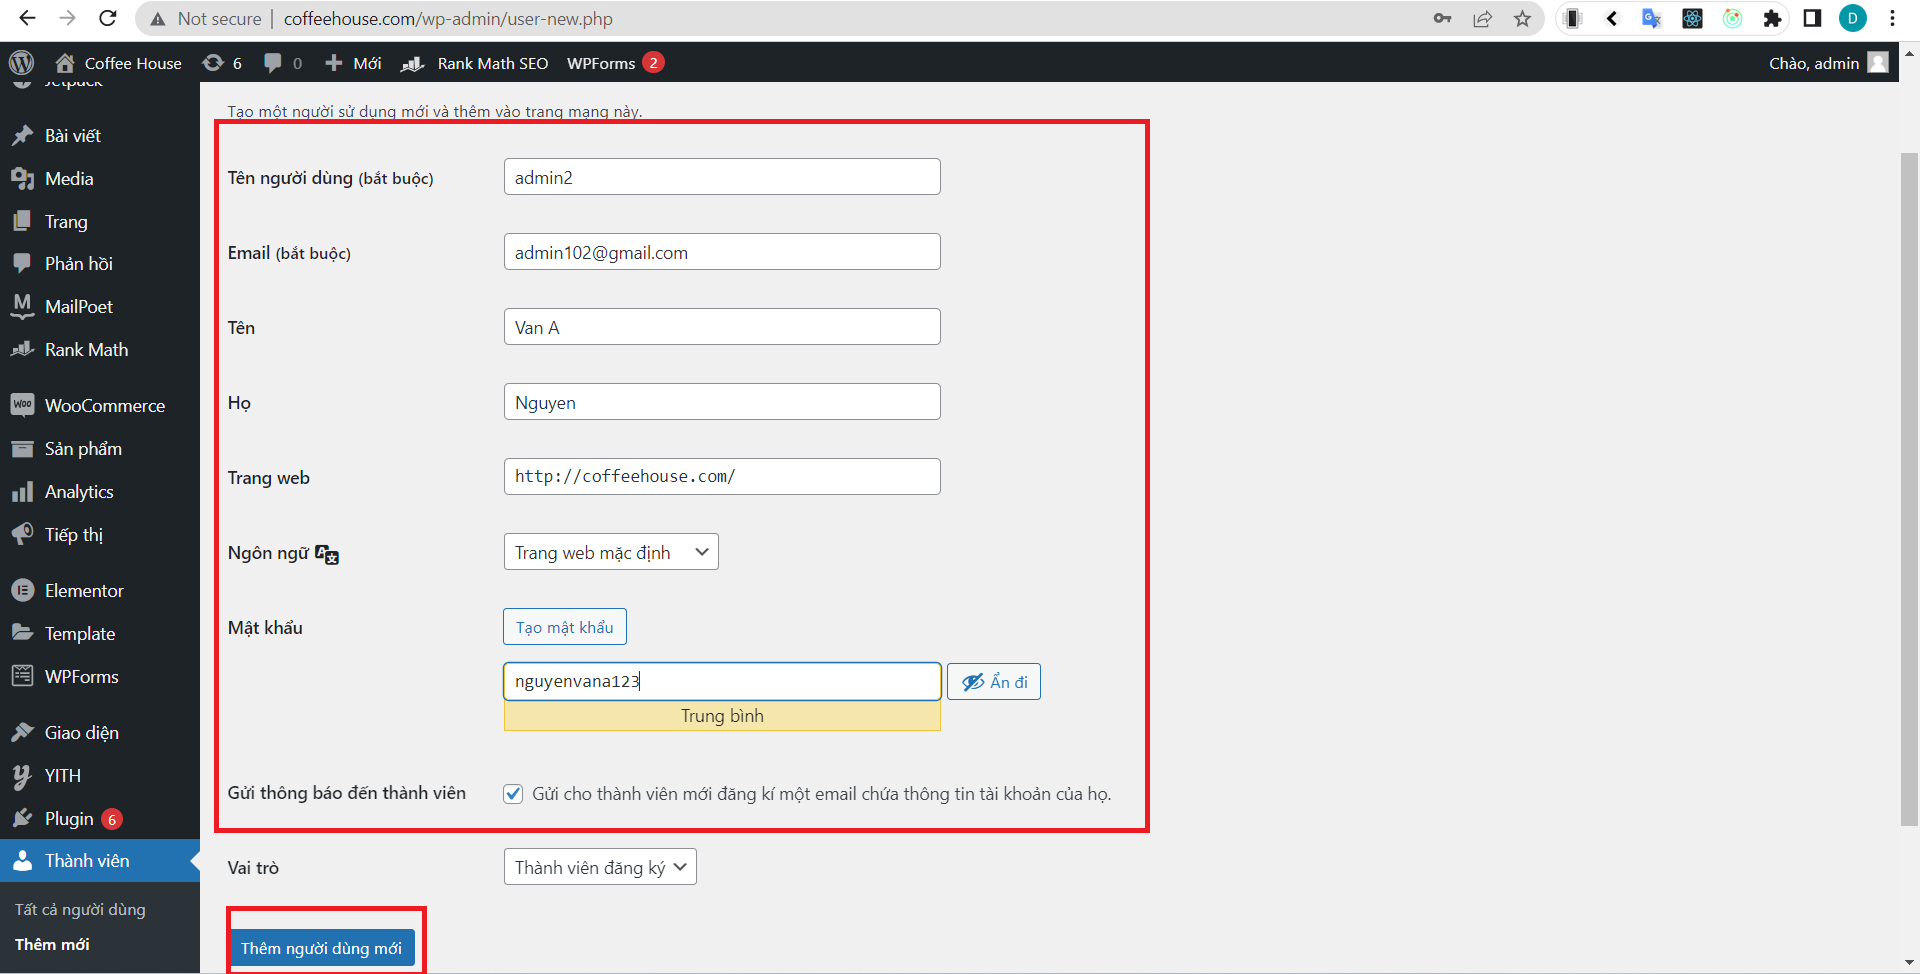 Not secure | coffeehouse.com/wp-admin/user-new.php
D
Coffee House 6 0 Mới Rank Math SEO WPForms 2 Chào, admin
Jetpack
Bài viết
Media
Trang
Phản hồi
MailPoet
Rank Math
Woo WooCommerce
Sản phẩm
Analytics
Tiếp thị
Elementor
Template
WPForms
Giao diện
YITH
Plugin 6
Thành viên
Tất cả người dùng
Thêm mới
Tạo một người sử dụng mới và thêm vào trang mạng này.
Tên người dùng (bắt buộc) admin2
Email (bắt buộc) admin102@gmail.com
Tên Van A
Họ Nguyen
Trang web http://coffeehouse.com/
Ngôn ngữ Trang web mặc định
Mật khẩu Tạo mật khẩu
nguyenvana123 Ẩn đi
Trung bình
Gửi thông báo đến thành viên Gửi cho thành viên mới đăng kí một email chứa thông tin tài khoản của họ.
Vai trò Thành viên đăng ký
Thêm người dùng mới